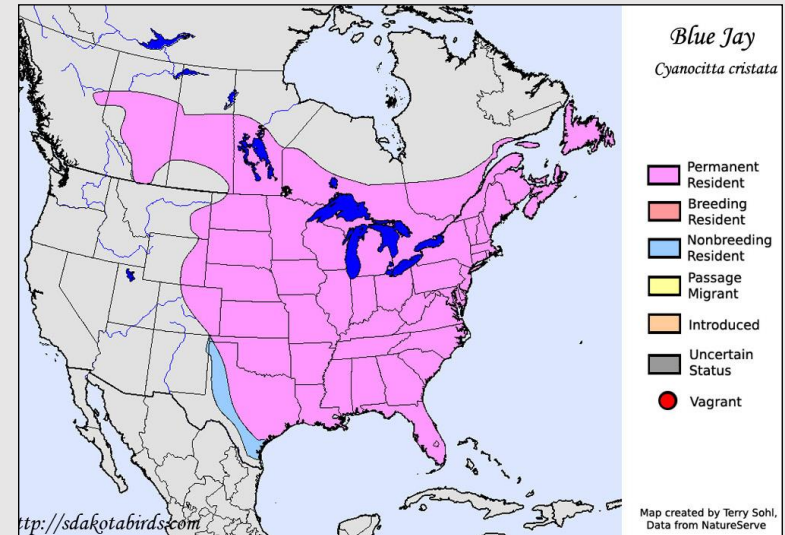 Blue Jay
Cyanocitta cristata
Permanent
Resident
Breeding
Resident
Nonbreeding
Resident
Passage
Migrant
Introduced
Uncertain
Status
Vagrant
ttp://sdakotabirds.com
Map created by Terry Sohl,
Data from NatureServe